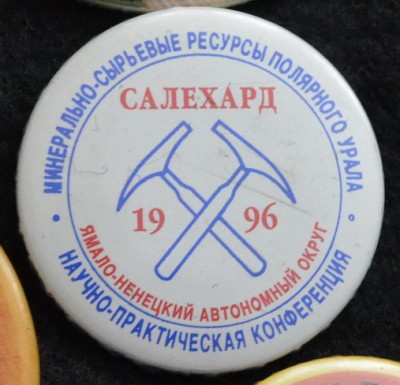 МИНЕРАЛЬНО-СЫРЬЕВЫЕ РЕСУРСЫ ПОЛЯРНОГО УРАЛА
САЛЕХАРД
19 96
ЯМАЛО-НЕНЕЦКИЙ АВТОНОМНЫЙ ОКРУГ
НАУЧНО-ПРАКТИЧЕСКАЯ КОНФЕРЕНЦИЯ